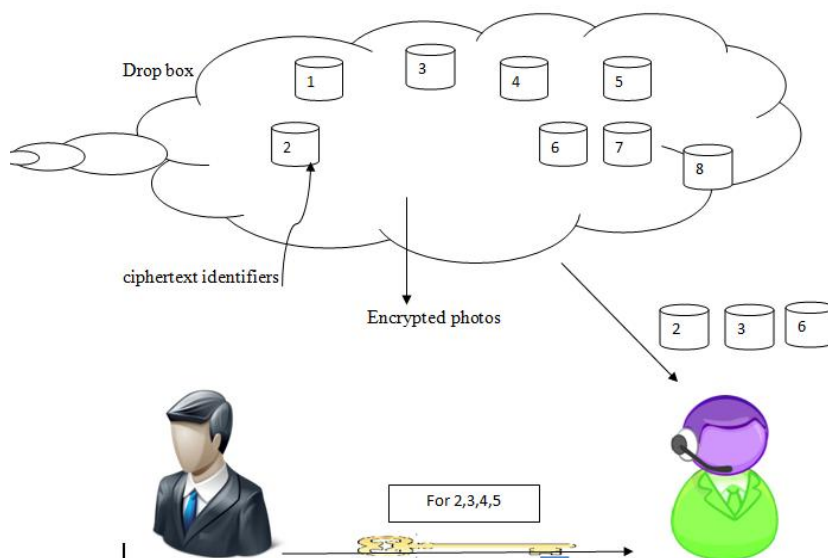 Drop box
1
3
4
5
2
6
7
8
ciphertext identifiers
Encrypted photos
2
3
6
For 2,3,4,5